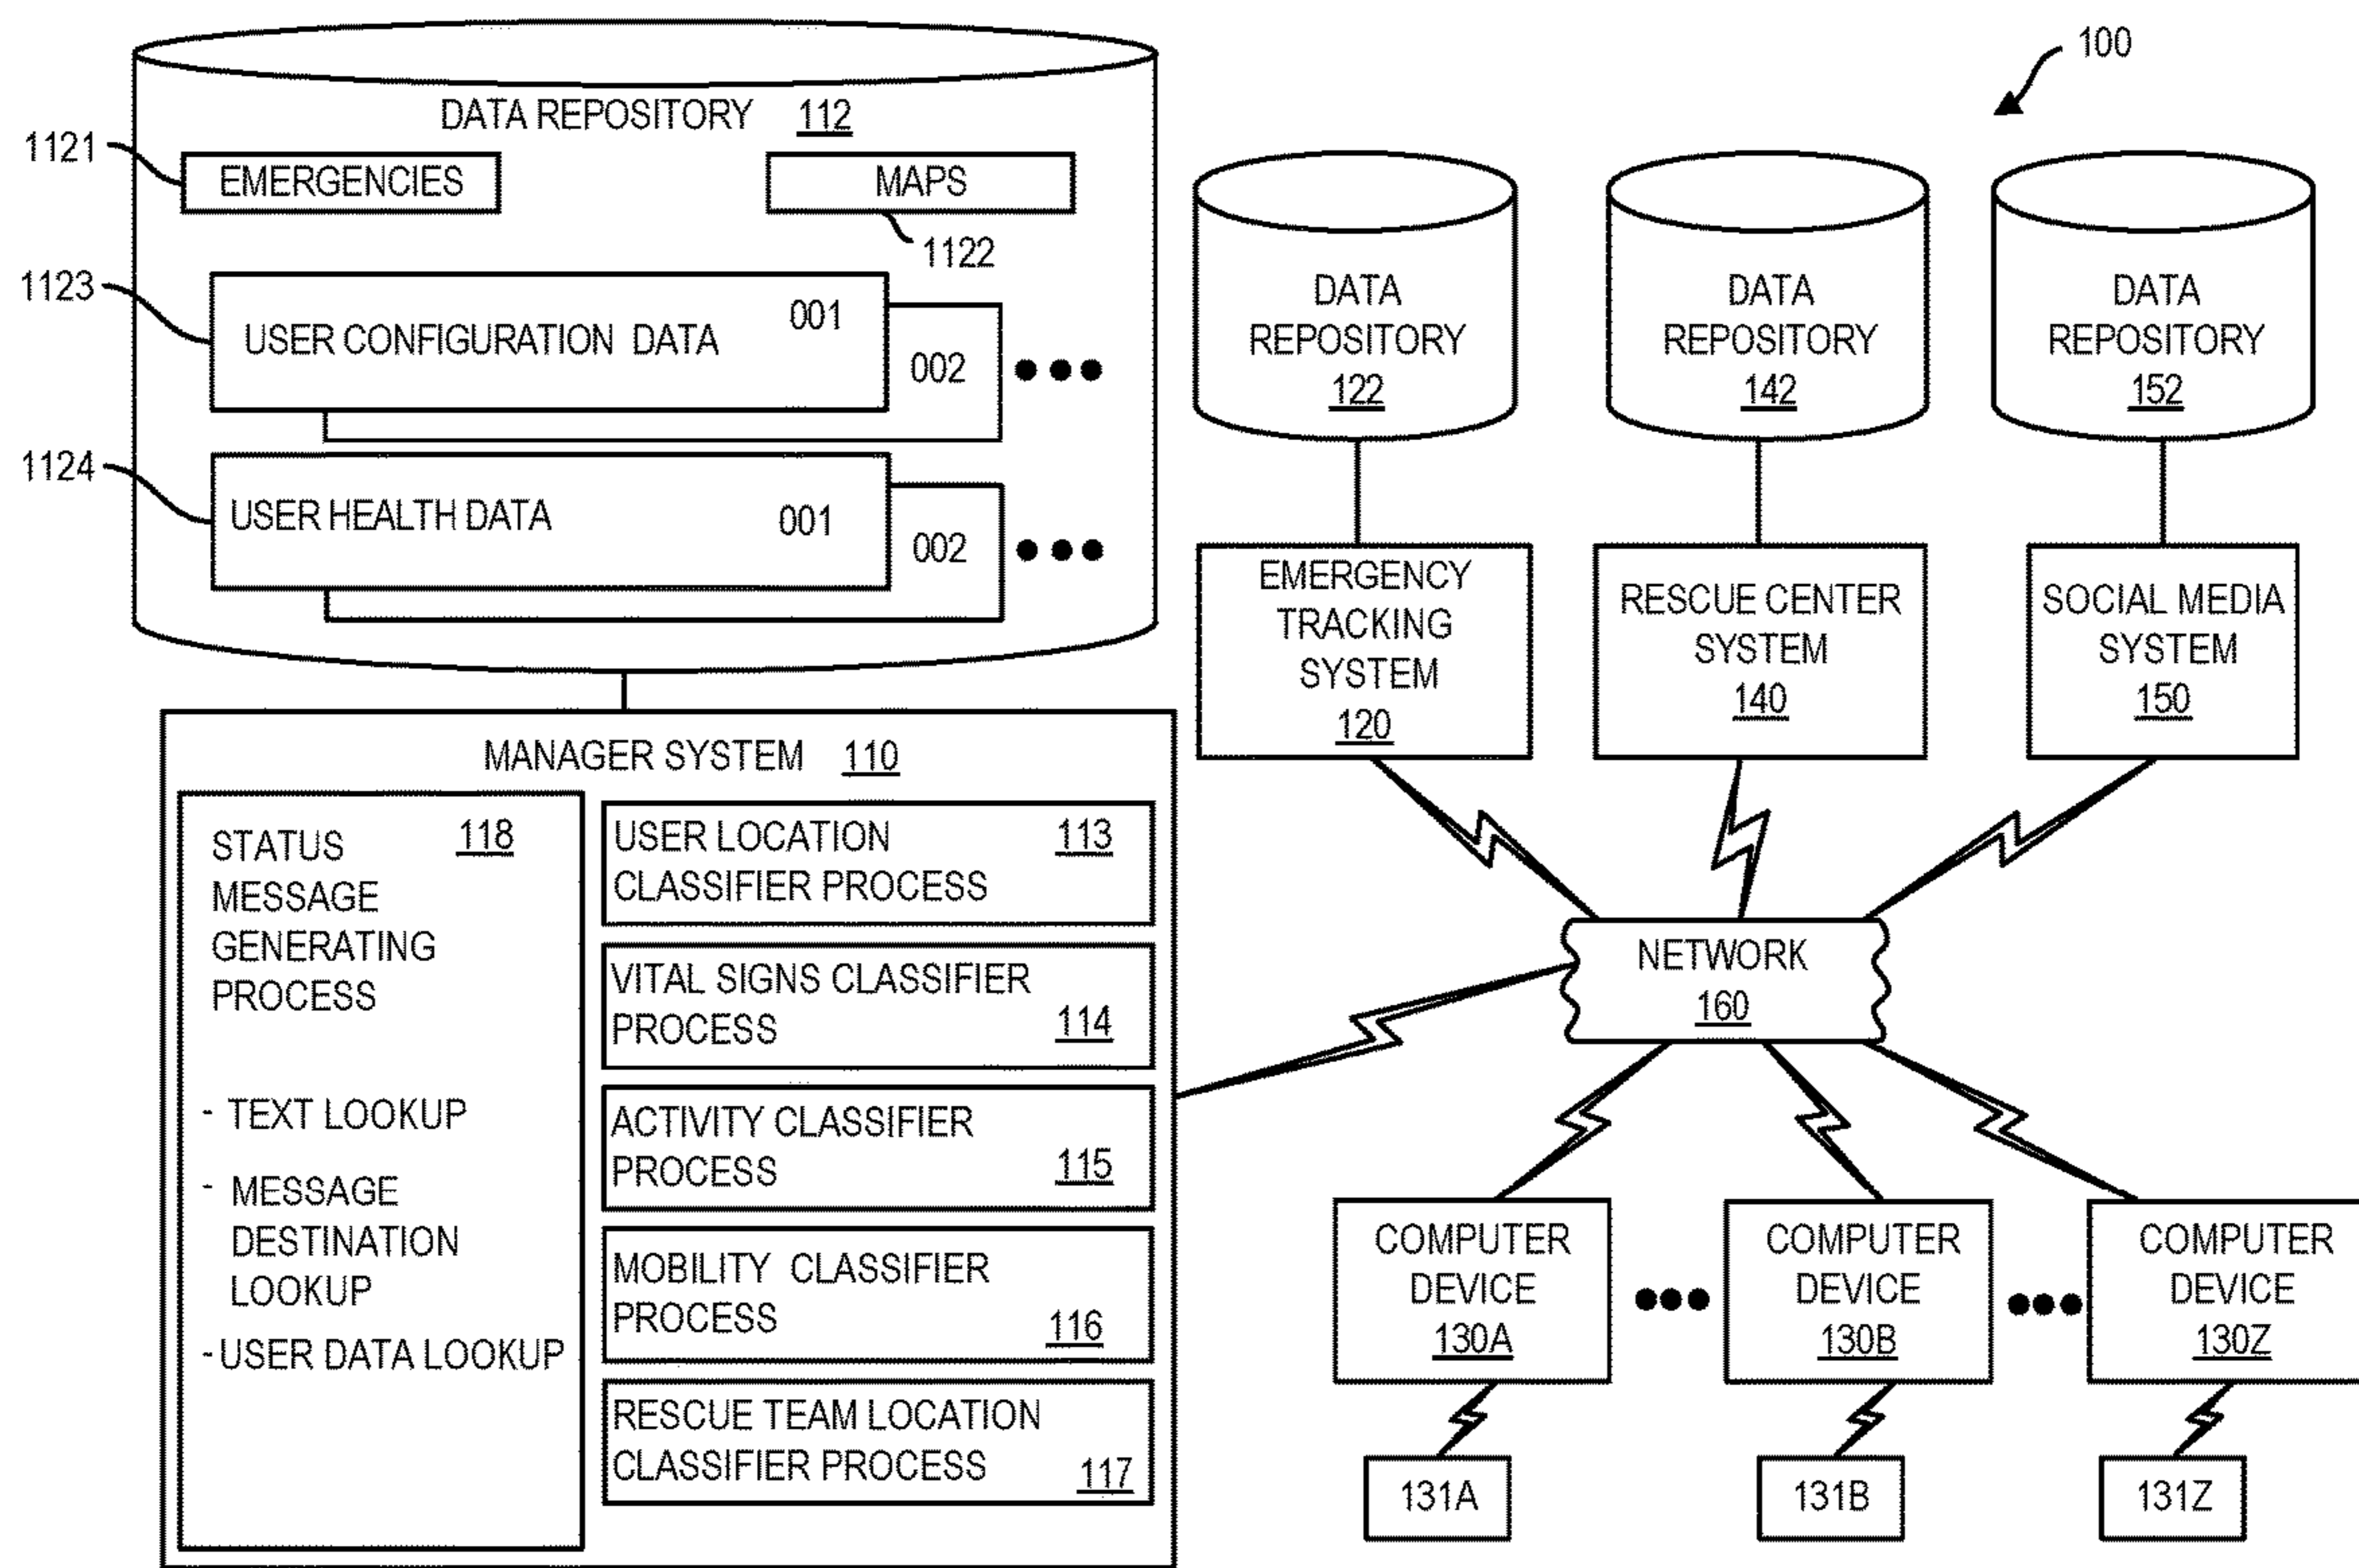 100
DATA REPOSITORY 112
1121
EMERGENCIES
MAPS
1122
1123
USER CONFIGURATION DATA 001
002
1124
USER HEALTH DATA 001
002
DATA
REPOSITORY
122
DATA
REPOSITORY
142
DATA
REPOSITORY
152
EMERGENCY
TRACKING
SYSTEM
120
RESCUE CENTER
SYSTEM
140
SOCIAL MEDIA
SYSTEM
150
MANAGER SYSTEM 110
STATUS 118
MESSAGE
GENERATING
PROCESS
- TEXT LOOKUP
- MESSAGE
DESTINATION
LOOKUP
- USER DATA LOOKUP
USER LOCATION 113
CLASSIFIER PROCESS
VITAL SIGNS CLASSIFIER
PROCESS 114
ACTIVITY CLASSIFIER
PROCESS 115
MOBILITY CLASSIFIER
PROCESS 116
RESCUE TEAM LOCATION
CLASSIFIER PROCESS 117
NETWORK
160
COMPUTER
DEVICE
130A
COMPUTER
DEVICE
130B
COMPUTER
DEVICE
130Z
131A
131B
131Z